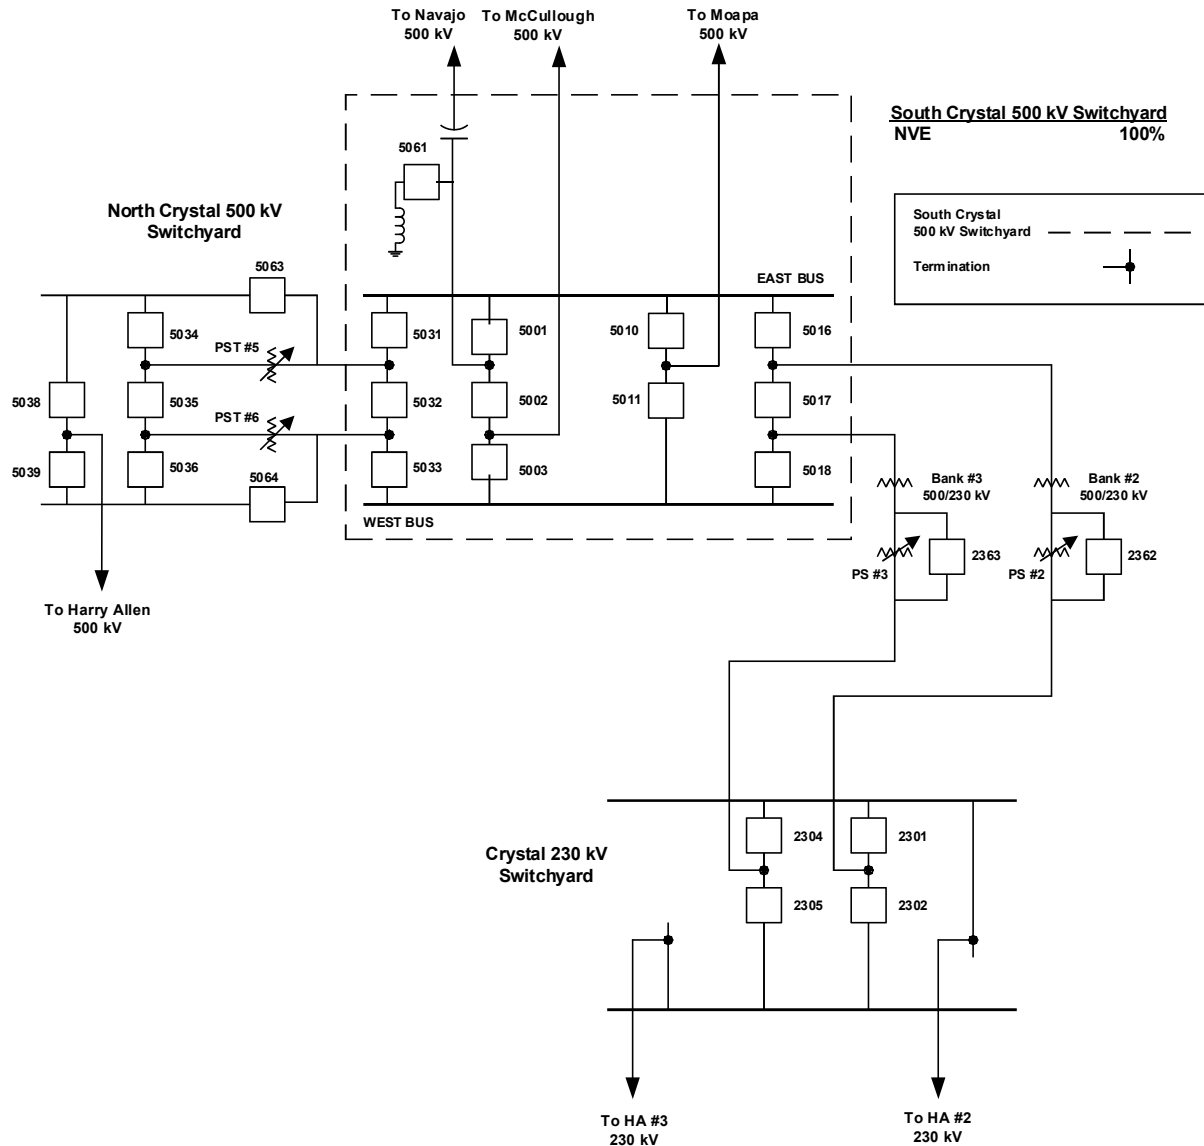 To Navajo
500 kV
To McCullough
500 kV
To Moapa
500 kV
South Crystal 500 kV Switchyard
NVE 100%
5061
South Crystal
500 kV Switchyard
Termination
North Crystal 500 kV
Switchyard
5063
EAST BUS
5034
PST #5
5031
5001
5010
5016
5038
5035
PST #6
5032
5002
5011
5017
5039
5036
5064
5033
5003
5018
WEST BUS
Bank #3
500/230 kV
Bank #2
500/230 kV
PS #3
2363
PS #2
2362
To Harry Allen
500 kV
Crystal 230 kV
Switchyard
2304
2301
2305
2302
To HA #3
230 kV
To HA #2
230 kV